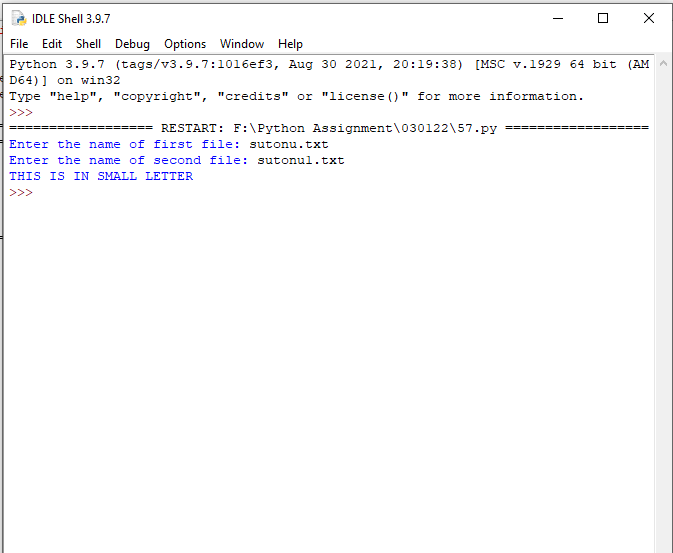 IDLE Shell 3.9.7
File Edit Shell Debug Options Window Help
Python 3.9.7 (tags/v3.9.7:1016ef3, Aug 30 2021, 20:19:38) [MSC v.1929 64 bit (AM
D64)] on win32
Type "help", "copyright", "credits" or "license()" for more information.
>>>
================== RESTART: F:\Python Assignment\030122\57.py ==================
Enter the name of first file: sutonu.txt
Enter the name of second file: sutonu1.txt
THIS IS IN SMALL LETTER
>>>